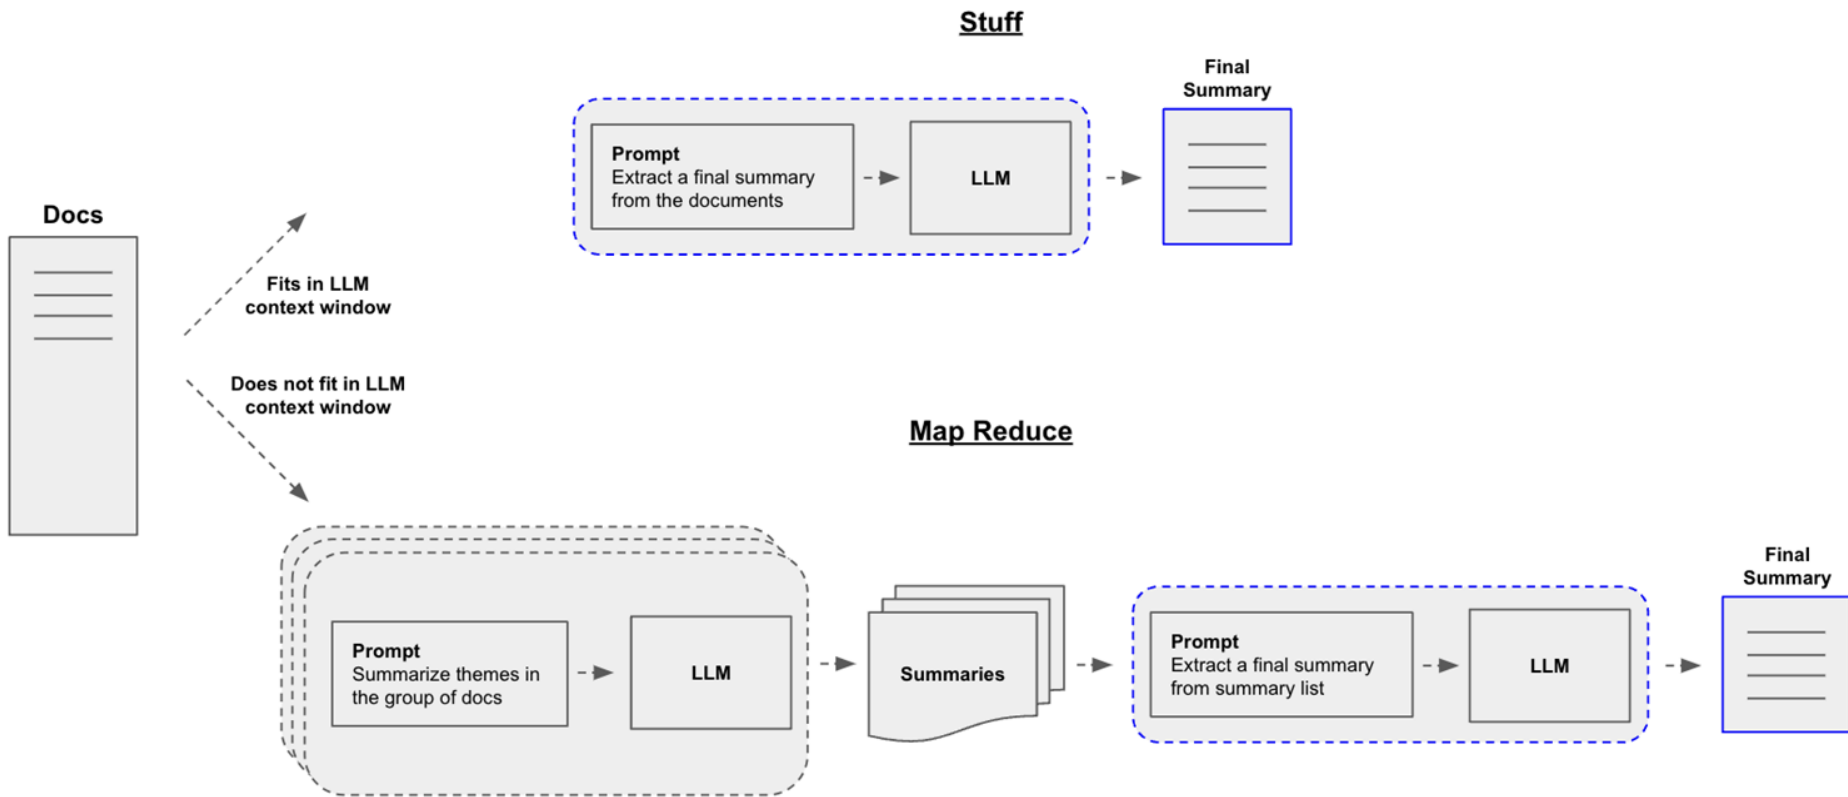 Stuff
Final
Summary
Prompt
Extract a final summary
from the documents
LLM
Docs
Fits in LLM
context window
Does not fit in LLM
context window
Map Reduce
Prompt
Summarize themes in
the group of docs
LLM
Summaries
Prompt
Extract a final summary
from summary list
LLM
Final
Summary